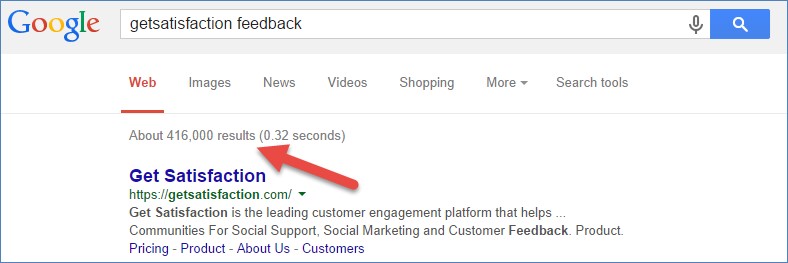 Google getsatisfaction feedback
Web Images News Videos Shopping More Search tools
About 416,000 results (0.32 seconds)
Get Satisfaction
https://getsatisfaction.com/
Get Satisfaction is the leading customer engagement platform that helps ...
Communities For Social Support, Social Marketing and Customer Feedback. Product.
Pricing - Product - About Us - Customers